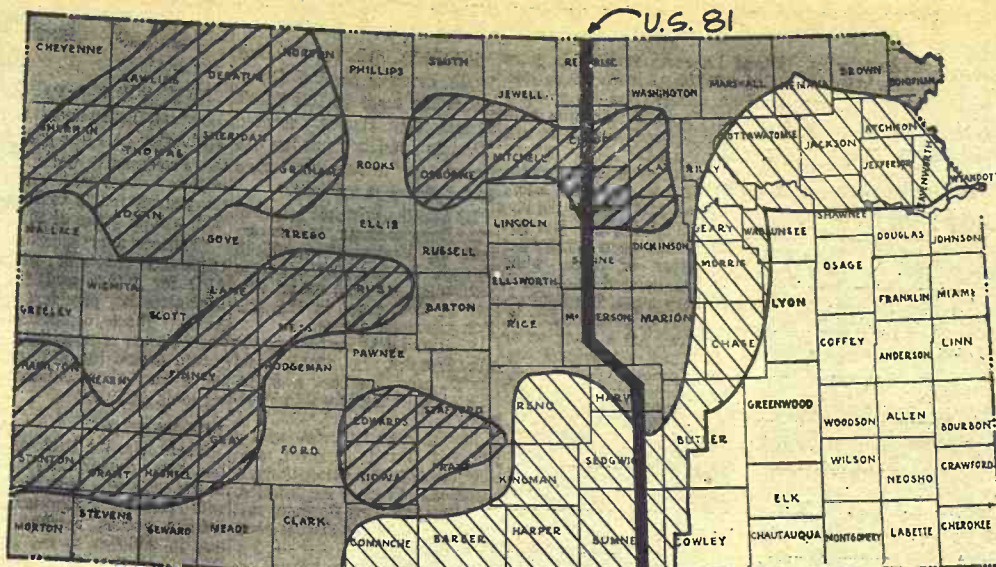 U.S. 81
CHEYENNE
RAWLINS
DECATUR
NORTON
PHILLIPS
SMITH
JEWELL
WASHINGTON
MARSHALL
NEMAHA
BROWN
DONIPHAN
SHERMAN
THOMAS
SHERIDAN
GRAHAM
ROOKS
OSBORNE
MITCHELL
CLOUD
CLAY
RILEY
POTTAWATOMIE
JACKSON
ATCHISON
JEFFERSON
LEAVENWORTH
WALLACE
LOGAN
GOVE
TREGO
ELLIS
RUSSELL
LINCOLN
SALINE
DICKINSON
GEARY
WABAUNSEE
SHAWNEE
DOUGLAS
JOHNSON
GREELEY
WICHITA
SCOTT
LANE
NESS
RUSH
BARTON
ELLSWORTH
RICE
McPHERSON
MARION
MORRIS
CHASE
LYON
OSAGE
FRANKLIN
MIAMI
COFFEY
ANDERSON
LINN
HAMILTON
KEARNY
FINNEY
HODGEMAN
PAWNEE
STANTON
GRANT
HASKELL
GRAY
FORD
EDWARDS
STAFFORD
KIOWA
PRATT
RENO
KINGMAN
HARV
SEDGWIC
BUTLER
GREENWOOD
WOODSON
ALLEN
BOURBON
WILSON
NEOSHO
CRAWFORD
ELK
MORTON
STEVENS
SEWARD
MEADE
CLARK
COMANCHE
BARBER
HARPER
SUMNE
COWLEY
CHAUTAUQUA
MONTGOMERY
LABETTE
CHEROKEE